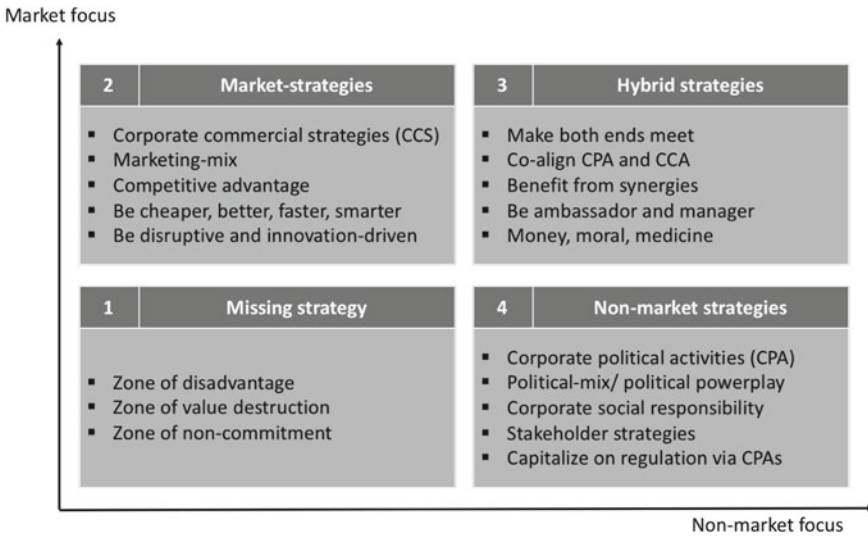 Market focus
2 Market-strategies
▪ Corporate commercial strategies (CCS)
▪ Marketing-mix
▪ Competitive advantage
▪ Be cheaper, better, faster, smarter
▪ Be disruptive and innovation-driven
3 Hybrid strategies
▪ Make both ends meet
▪ Co-align CPA and CCA
▪ Benefit from synergies
▪ Be ambassador and manager
▪ Money, moral, medicine
1 Missing strategy
▪ Zone of disadvantage
▪ Zone of value destruction
▪ Zone of non-commitment
4 Non-market strategies
▪ Corporate political activities (CPA)
▪ Political-mix/ political powerplay
▪ Corporate social responsibility
▪ Stakeholder strategies
▪ Capitalize on regulation via CPAs
Non-market focus